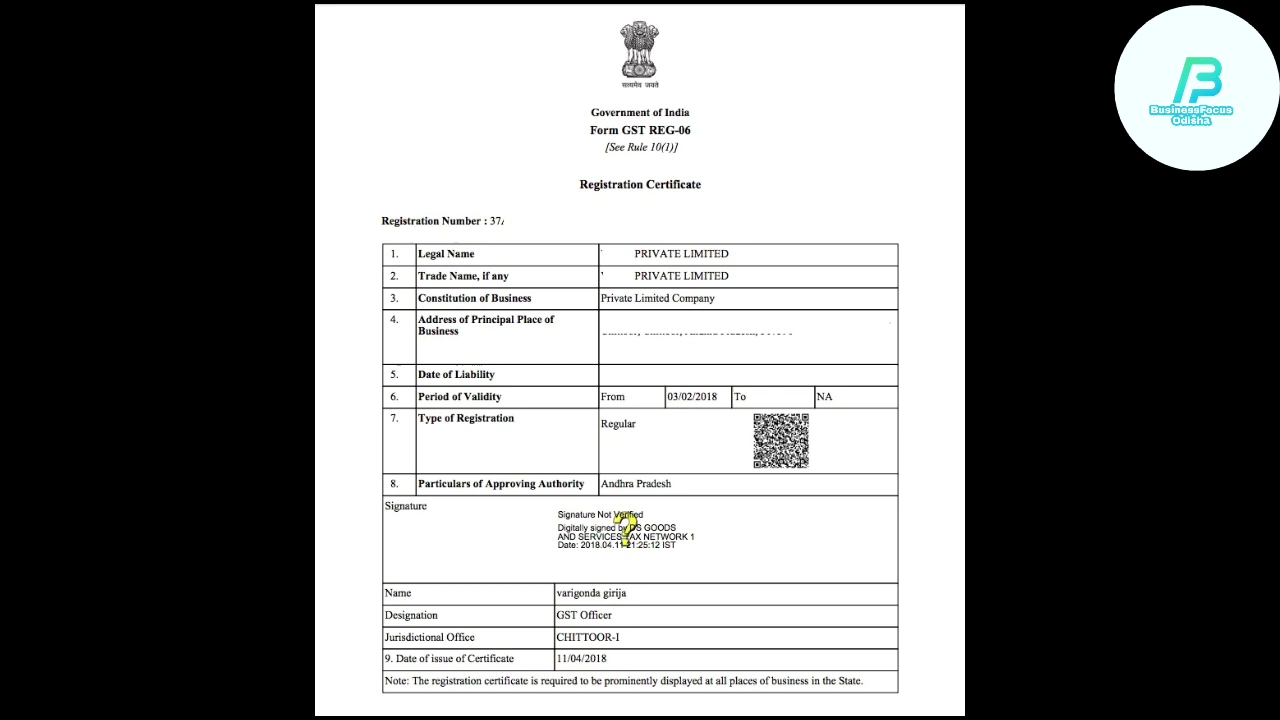 सत्यमेव जयते
Government of India
Form GST REG-06
[See Rule 10(1)]
Registration Certificate
Registration Number : 37
1. Legal Name PRIVATE LIMITED
2. Trade Name, if any PRIVATE LIMITED
3. Constitution of Business Private Limited Company
4. Address of Principal Place of
Business
5. Date of Liability
6. Period of Validity From 03/02/2018 To NA
7. Type of Registration Regular
8. Particulars of Approving Authority Andhra Pradesh
Signature
Signature Not Verified
Digitally signed by DS GOODS
AND SERVICES TAX NETWORK 1
Date: 2018.04.11 21:25:12 IST
Name varigonda girija
Designation GST Officer
Jurisdictional Office CHITTOOR-I
9. Date of issue of Certificate 11/04/2018
Note: The registration certificate is required to be prominently displayed at all places of business in the State.
BusinessFocus
Odisha